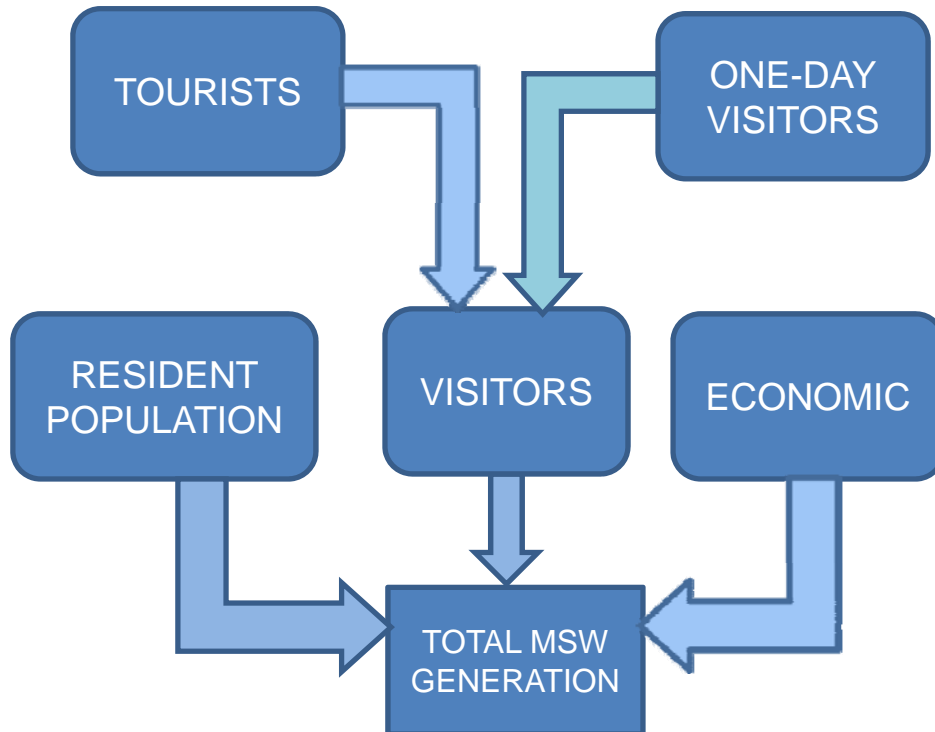 TOURISTS
ONE-DAY
VISITORS
RESIDENT
POPULATION
VISITORS
ECONOMIC
TOTAL MSW
GENERATION